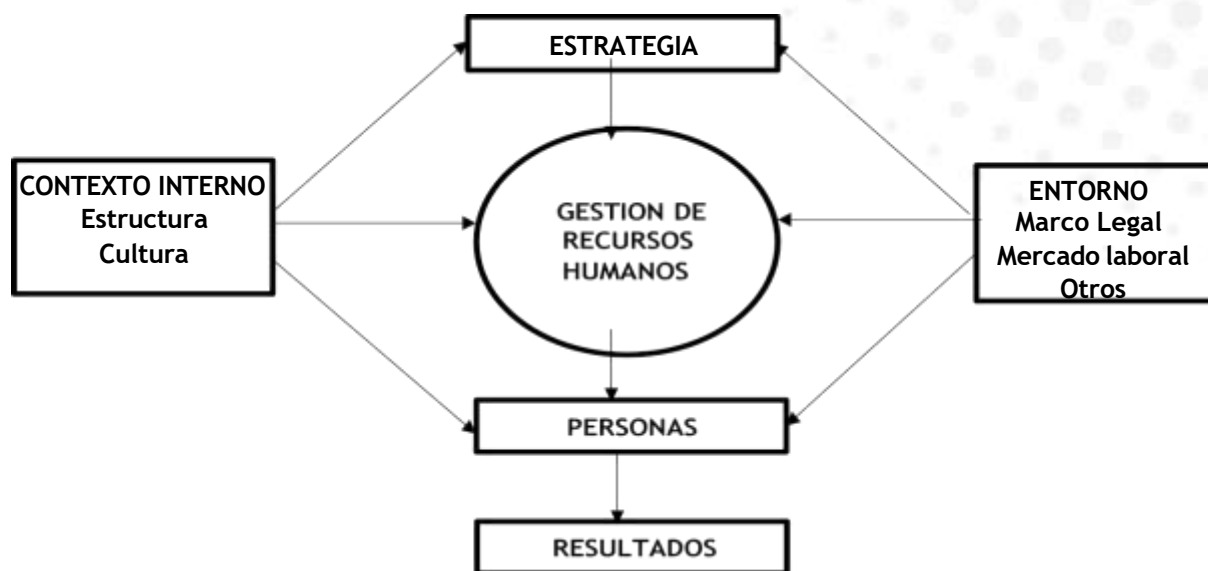 ESTRATEGIA
CONTEXTO INTERNO
Estructura
Cultura
GESTION DE
RECURSOS
HUMANOS
ENTORNO
Marco Legal
Mercado laboral
Otros
PERSONAS
RESULTADOS